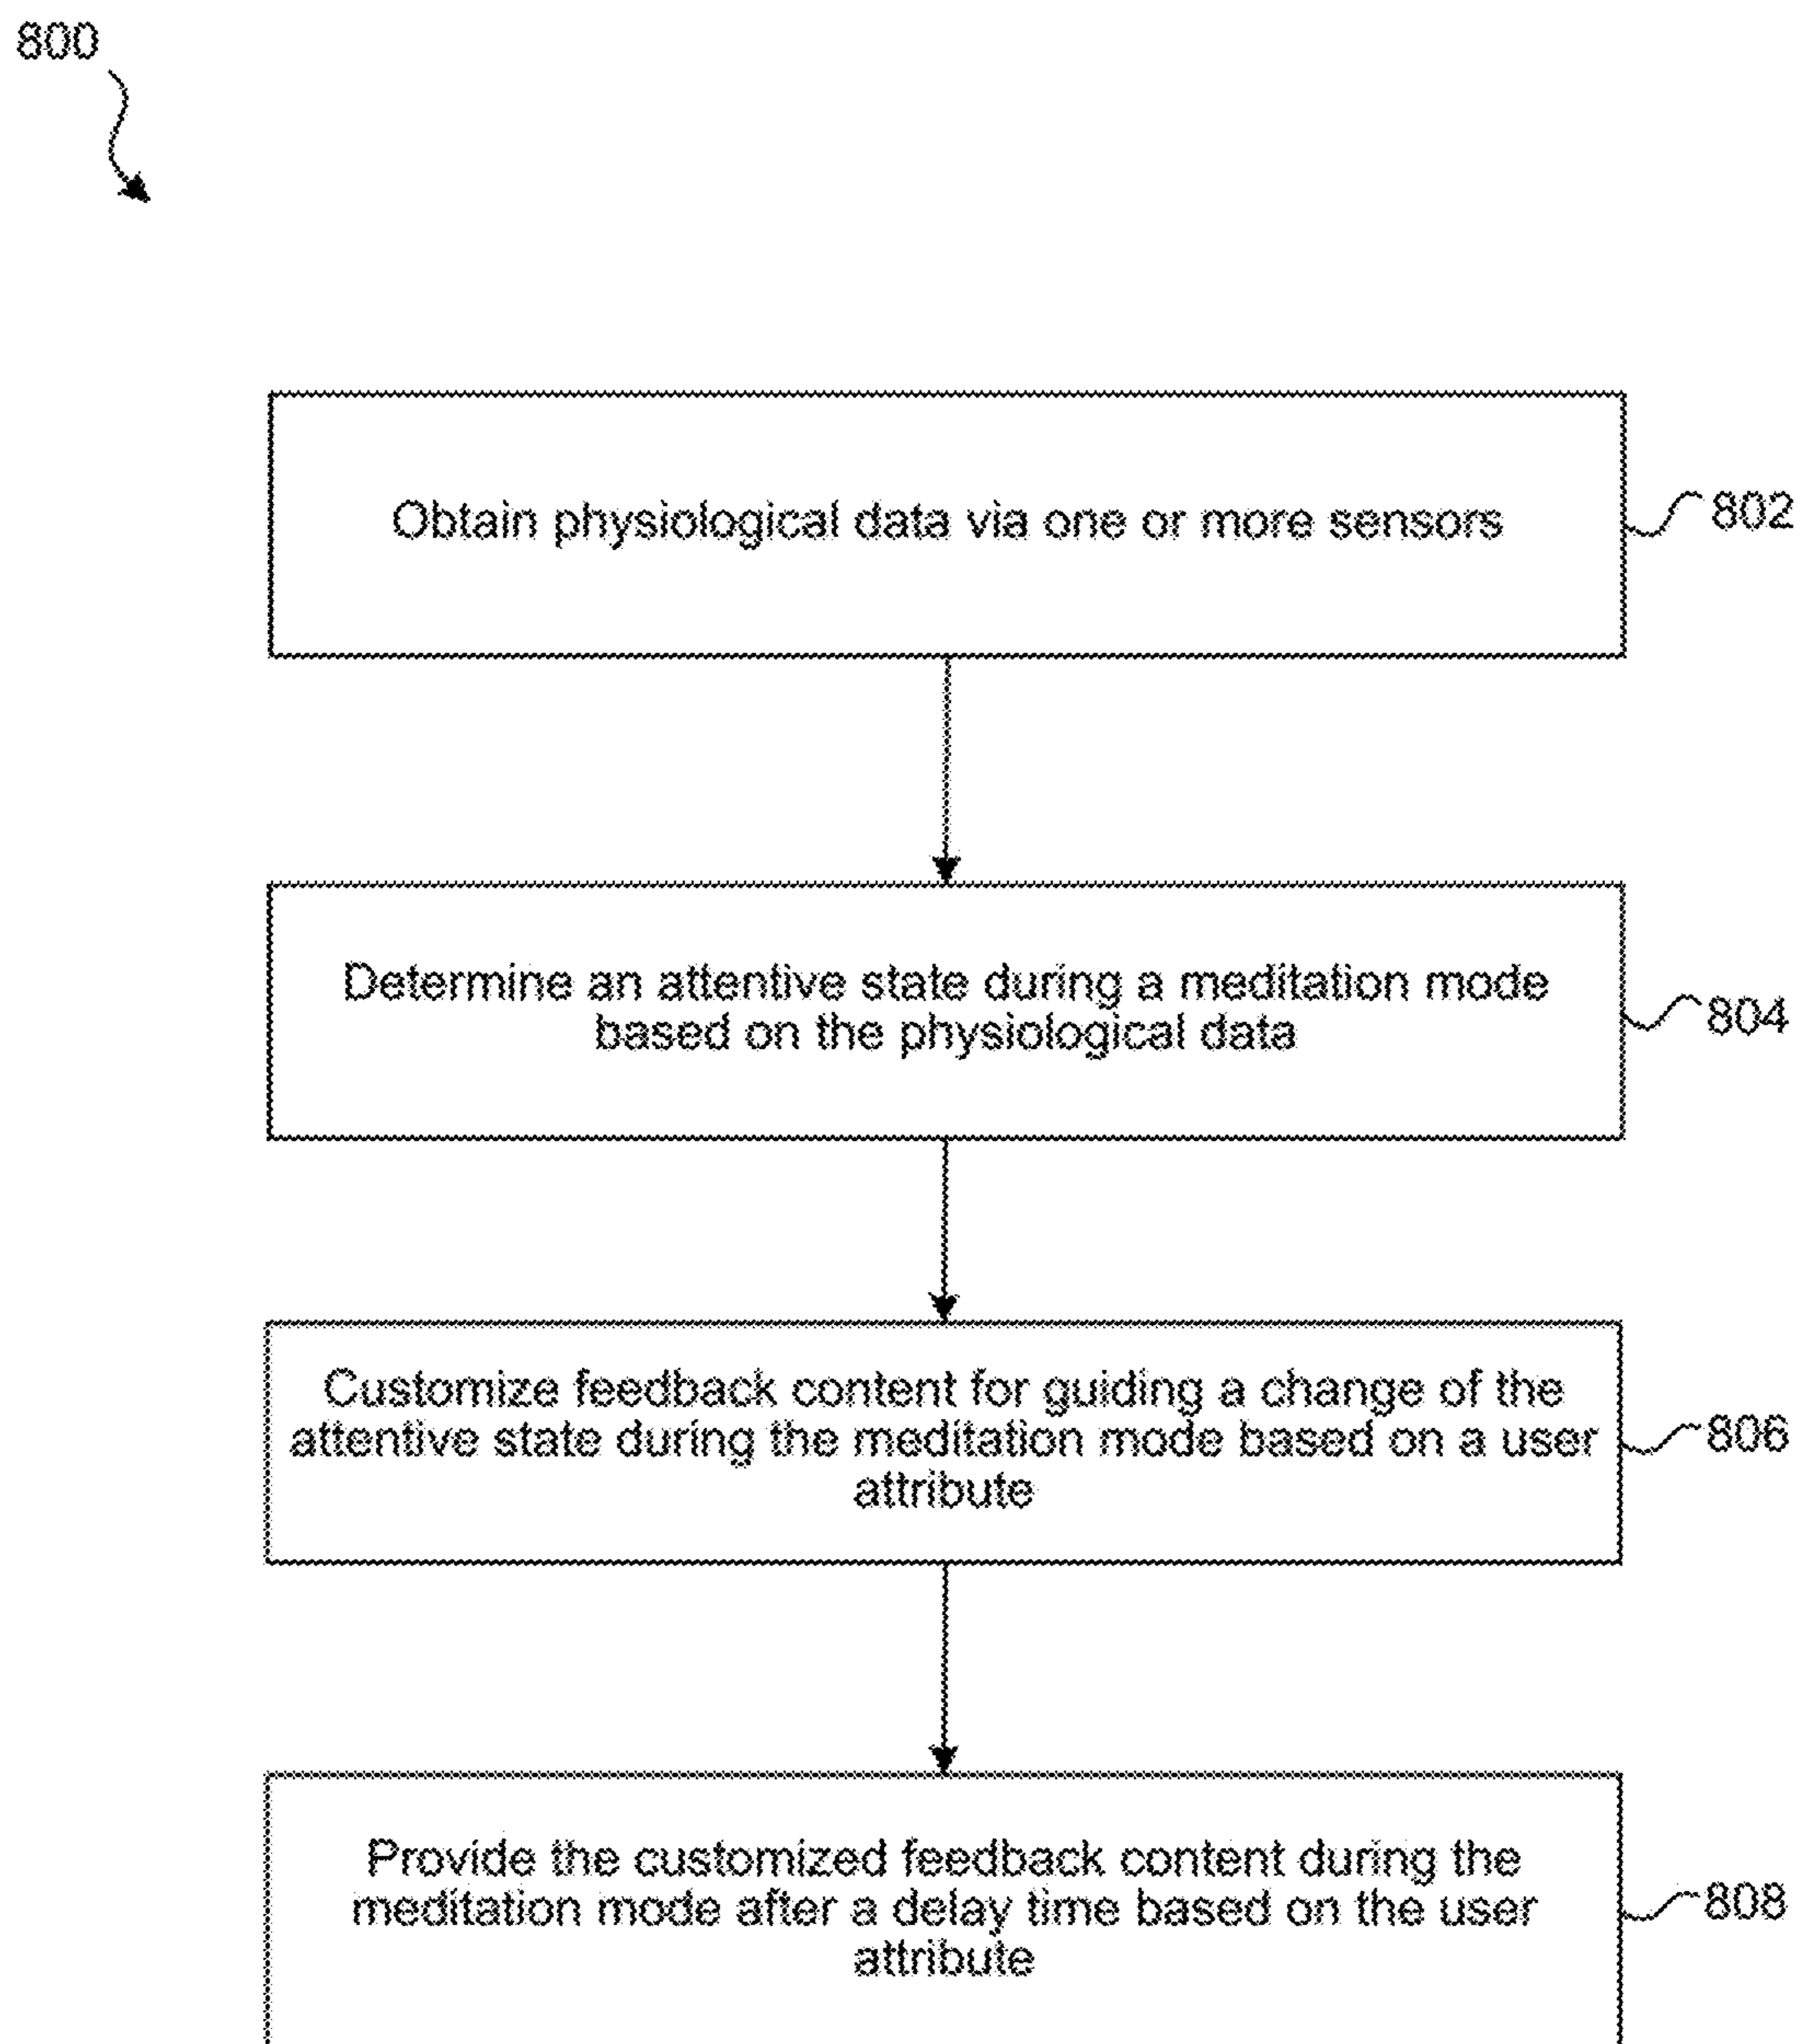 800
Obtain physiological data via one or more sensors
802
Determine an attentive state during a meditation mode
based on the physiological data
804
Customize feedback content for guiding a change of the
attentive state during the meditation mode based on a user
attribute
806
Provide the customized feedback content during the
meditation mode after a delay time based on the user
attribute
808